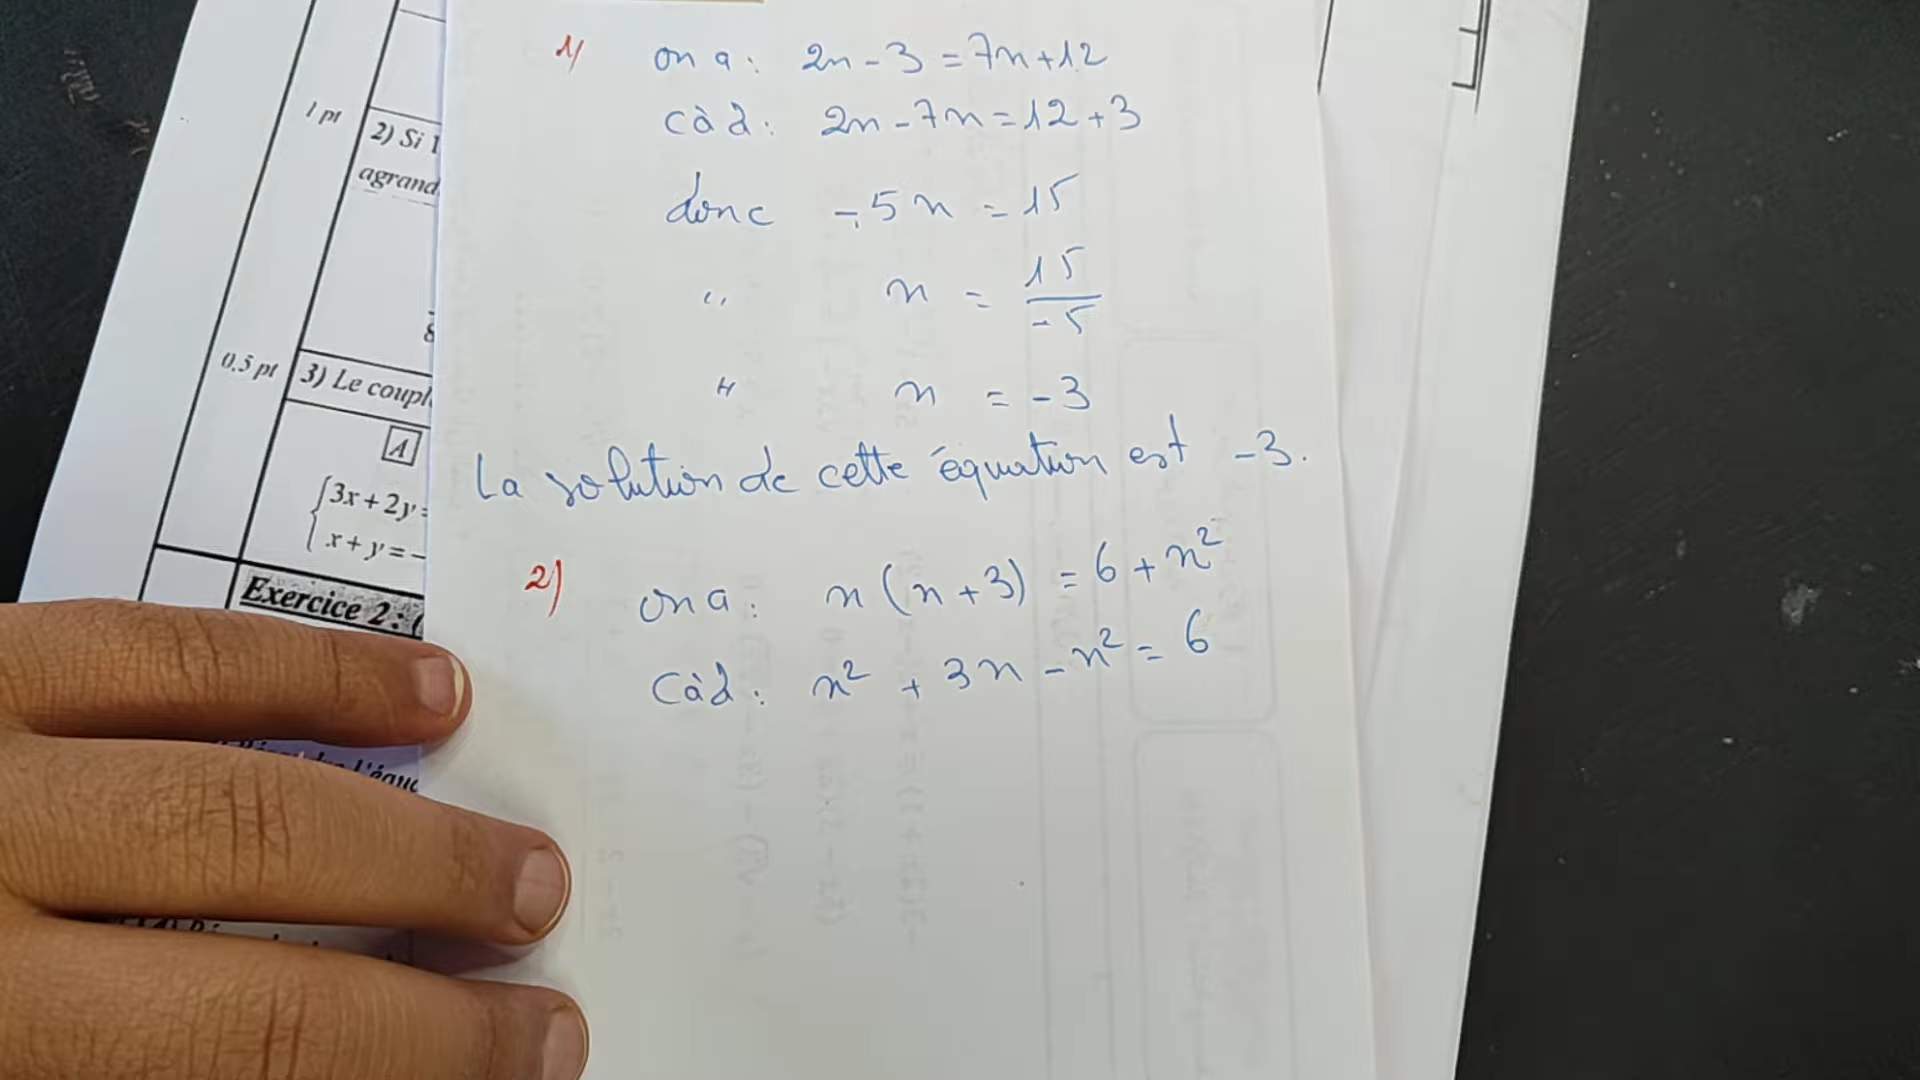 1 pt
2) Si
agrand
0.5 pt
3) Le coupl
A
3x + 2y =
x + y = -
Exercice 2 : (
l'équ
1) on a : 2x - 3 = 7x + 12
càd : 2x - 7x = 12 + 3
donc - 5x = 15
" x = 15/-5
" x = -3
La solution de cette équation est -3.
2) on a : x (x + 3) = 6 + x²
Càd : x² + 3x - x² = 6